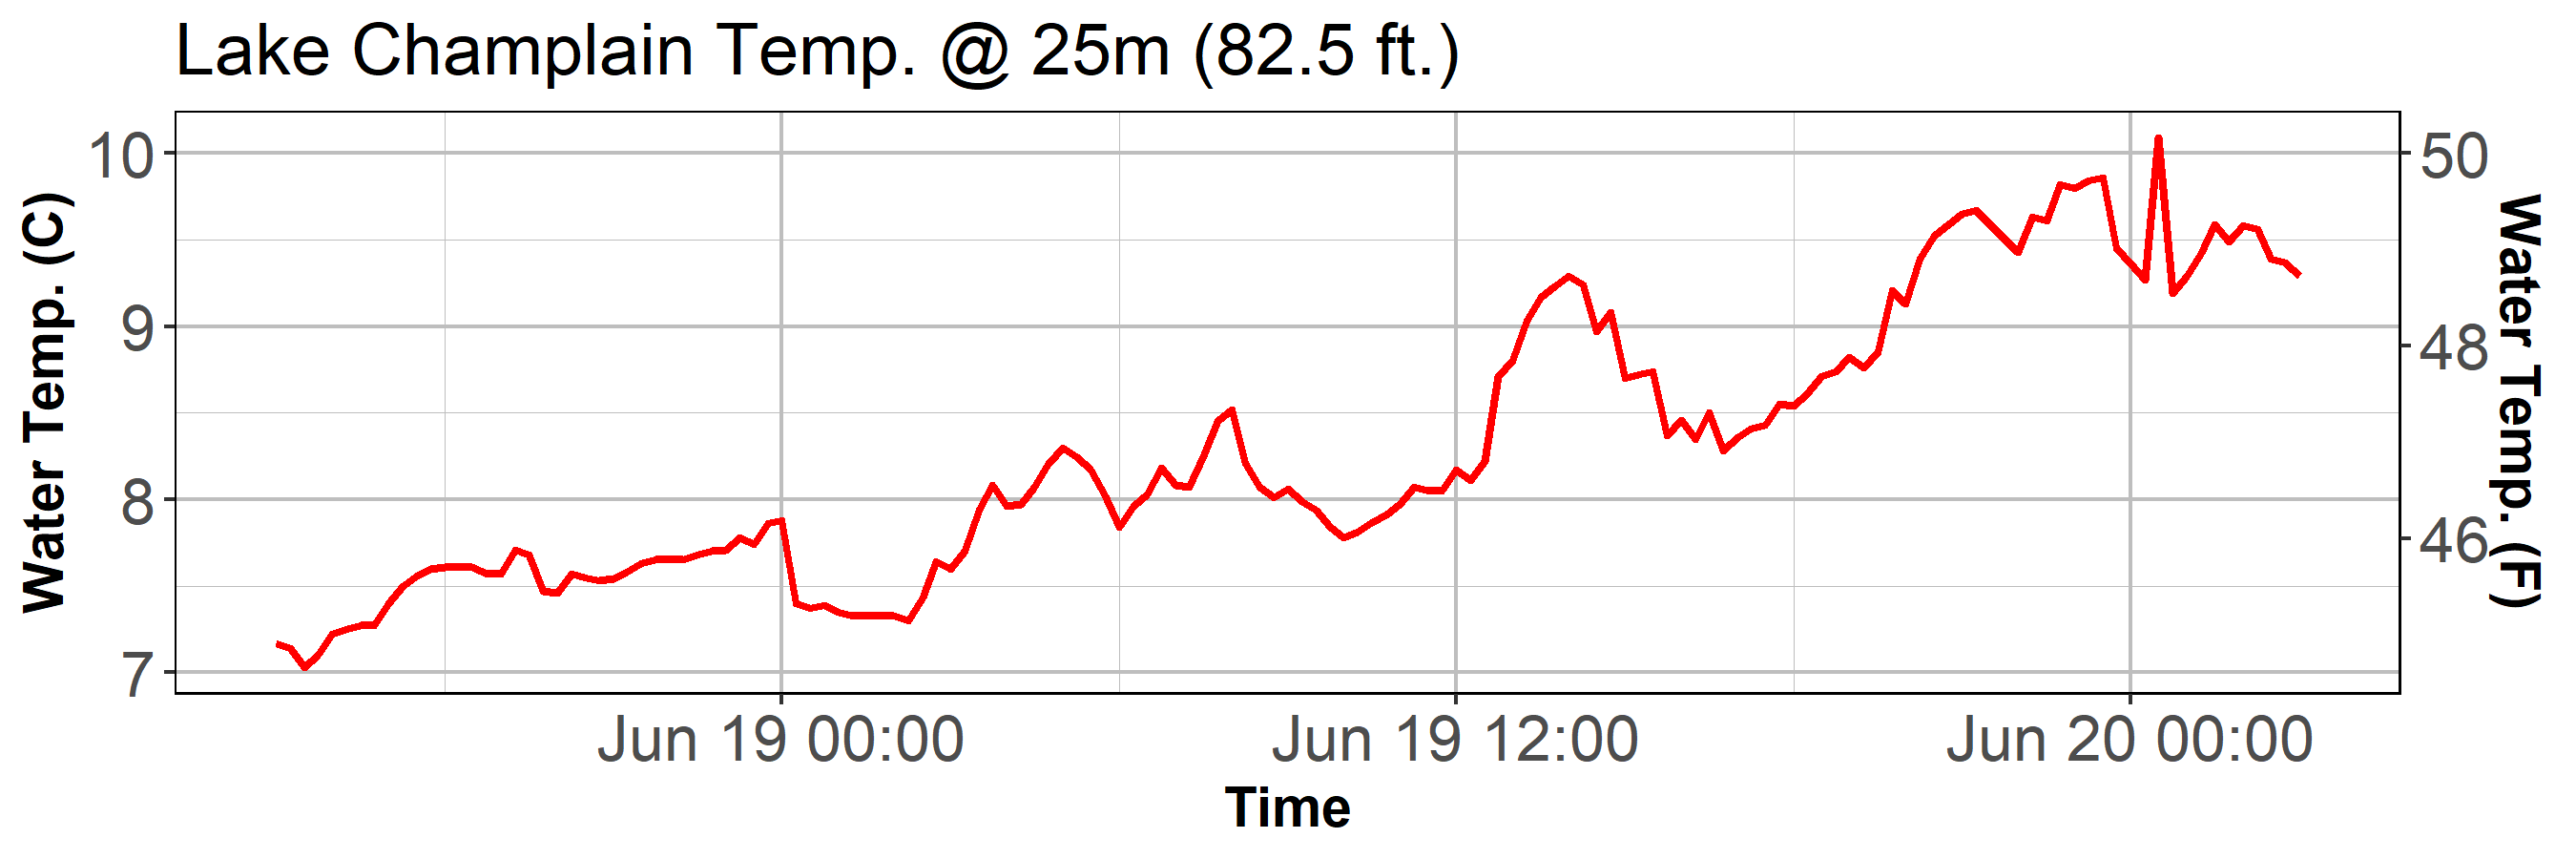 Lake Champlain Temp. @ 25m (82.5 ft.)
Water Temp. (C)
10
9
8
7
50
48
46
Water Temp. (F)
Jun 19 00:00
Jun 19 12:00
Jun 20 00:00
Time